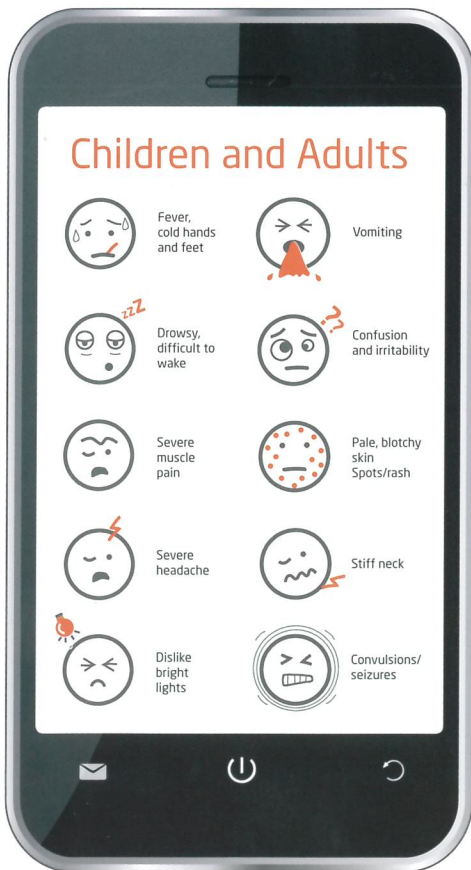 Children and Adults
Fever,
cold hands
and feet
Vomiting
zzZ
Drowsy,
difficult to
wake
???
Confusion
and irritability
Severe
muscle
pain
Pale, blotchy
skin
Spots/rash
Severe
headache
Stiff neck
Dislike
bright
lights
Convulsions/
seizures